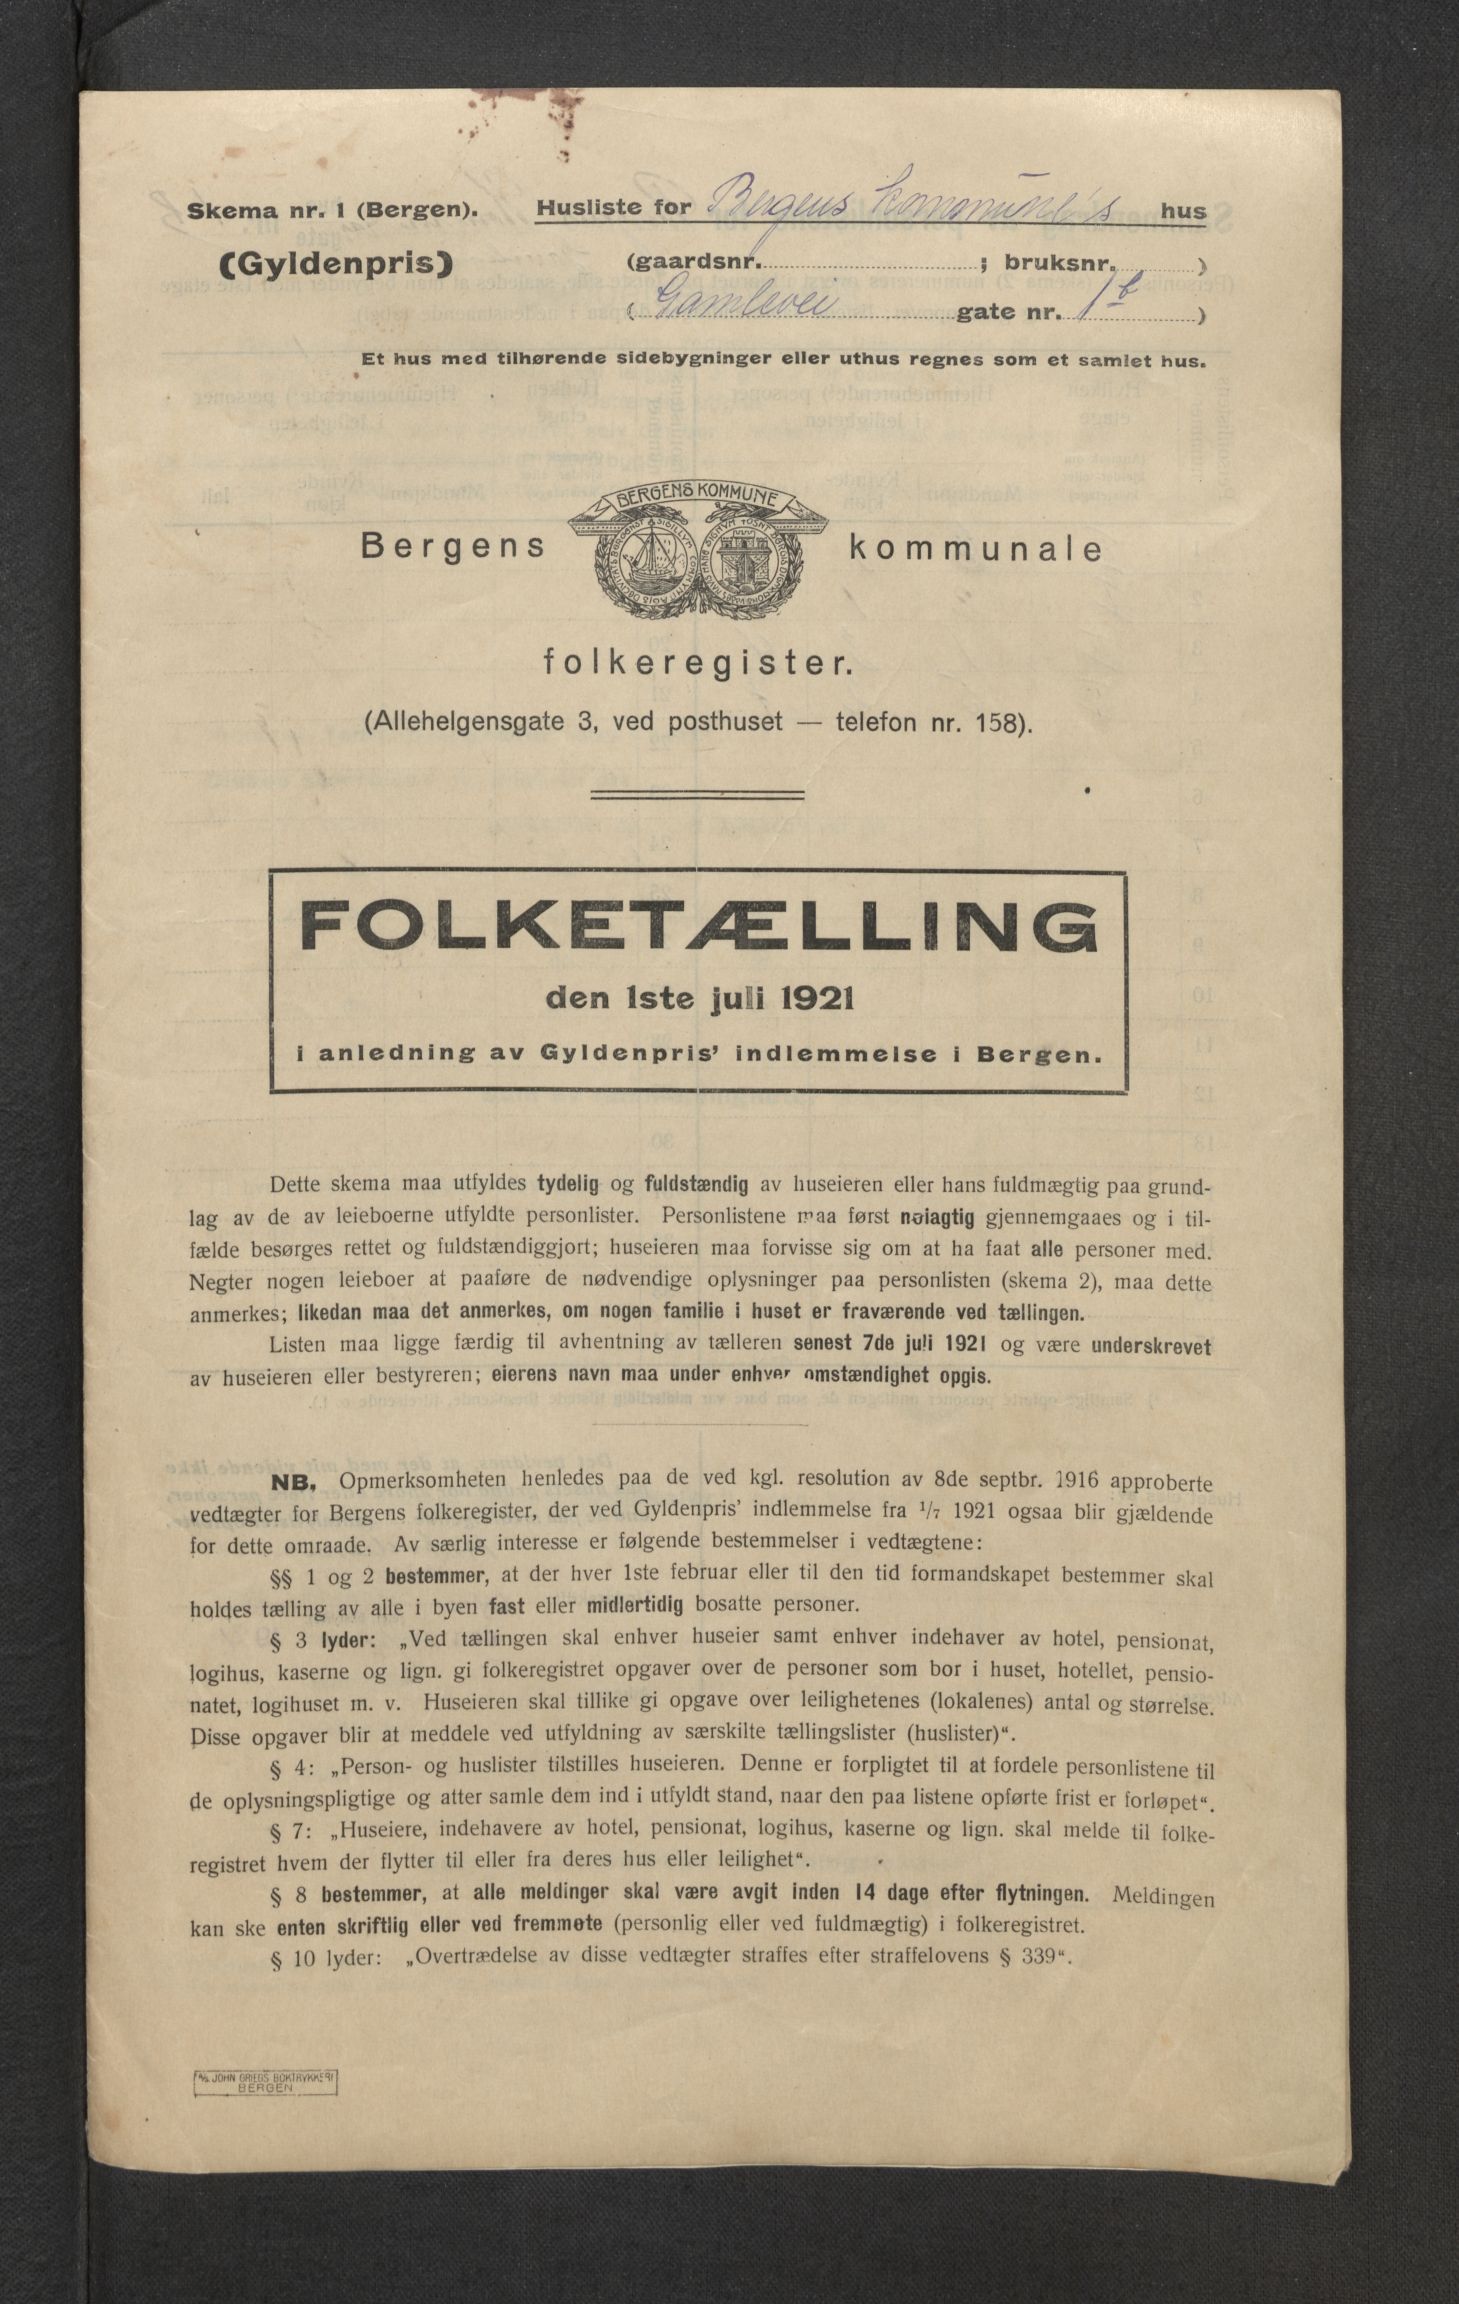 Skema nr. 1 (Bergen). Husliste for Bergens Kommune's hus
(Gyldenpris) (gaardsnr. ; bruksnr. )
( Gamlevei gate nr. 1b )
Et hus med tilhørende sidebygninger eller uthus regnes som et samlet hus.
BERGENS KOMMUNE
Bergens kommunale
folkeregister.
(Allehelgensgate 3, ved posthuset — telefon nr. 158).
FOLKETÆLLING
den 1ste juli 1921
i anledning av Gyldenpris' indlemmelse i Bergen.
Dette skema maa utfyldes tydelig og fuldstændig av huseieren eller hans fuldmægtig paa grund-
lag av de av leieboerne utfyldte personlister. Personlistene maa først nøiagtig gjennemgaaes og i til-
fælde besørges rettet og fuldstændiggjort; huseieren maa forvisse sig om at ha faat alle personer med.
Negter nogen leieboer at paaføre de nødvendige oplysninger paa personlisten (skema 2), maa dette
anmerkes; likedan maa det anmerkes, om nogen familie i huset er fraværende ved tællingen.
Listen maa ligge færdig til avhentning av tælleren senest 7de juli 1921 og være underskrevet
av huseieren eller bestyreren; eierens navn maa under enhver omstændighet opgis.
NB. Opmerksomheten henledes paa de ved kgl. resolution av 8de septbr. 1916 approberte
vedtægter for Bergens folkeregister, der ved Gyldenpris' indlemmelse fra 1/7 1921 ogsaa blir gjældende
for dette omraade. Av særlig interesse er følgende bestemmelser i vedtægtene:
§§ 1 og 2 bestemmer, at der hver 1ste februar eller til den tid formandskapet bestemmer skal
holdes tælling av alle i byen fast eller midlertidig bosatte personer.
§ 3 lyder: „Ved tællingen skal enhver huseier samt enhver indehaver av hotel, pensionat,
logihus, kaserne og lign. gi folkeregistret opgaver over de personer som bor i huset, hotellet, pensio-
natet, logihuset m. v. Huseieren skal tillike gi opgave over leilighetenes (lokalenes) antal og størrelse.
Disse opgaver blir at meddele ved utfyldning av særskilte tællingslister (huslister)“.
§ 4: „Person- og huslister tilstilles huseieren. Denne er forpligtet til at fordele personlistene til
de oplysningspligtige og atter samle dem ind i utfyldt stand, naar den paa listene opførte frist er forløpet“.
§ 7: „Huseiere, indehavere av hotel, pensionat, logihus, kaserne og lign. skal melde til folke-
registret hvem der flytter til eller fra deres hus eller leilighet“.
§ 8 bestemmer, at alle meldinger skal være avgit inden 14 dage efter flytningen. Meldingen
kan ske enten skriftlig eller ved fremmøte (personlig eller ved fuldmægtig) i folkeregistret.
§ 10 lyder: „Overtrædelse av disse vedtægter straffes efter straffelovens § 339“.
A/S JOHN GRIEGS BOKTRYKKERI
BERGEN